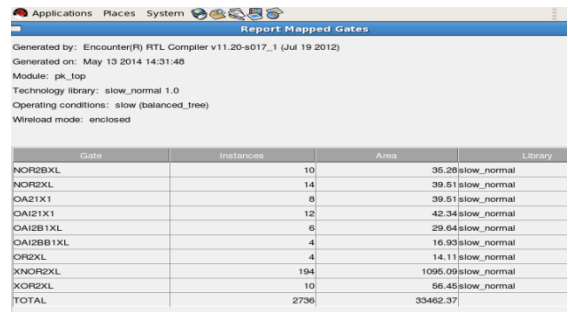 Applications Places System
Report Mapped Gates
Generated by: Encounter(R) RTL Compiler v11.20-s017_1 (Jul 19 2012)
Generated on: May 13 2014 14:31:48
Module: pk_top
Technology library: slow_normal 1.0
Operating conditions: slow (balanced_tree)
Wireload mode: enclosed
Gate Instances Area Library
NOR2BXL 10 35.28 slow_normal
NOR2XL 14 39.51 slow_normal
OA21X1 8 39.51 slow_normal
OAI21X1 12 42.34 slow_normal
OAI2B1XL 6 29.64 slow_normal
OAI2BB1XL 4 16.93 slow_normal
OR2XL 4 14.11 slow_normal
XNOR2XL 194 1095.09 slow_normal
XOR2XL 10 56.45 slow_normal
TOTAL 2736 33462.37